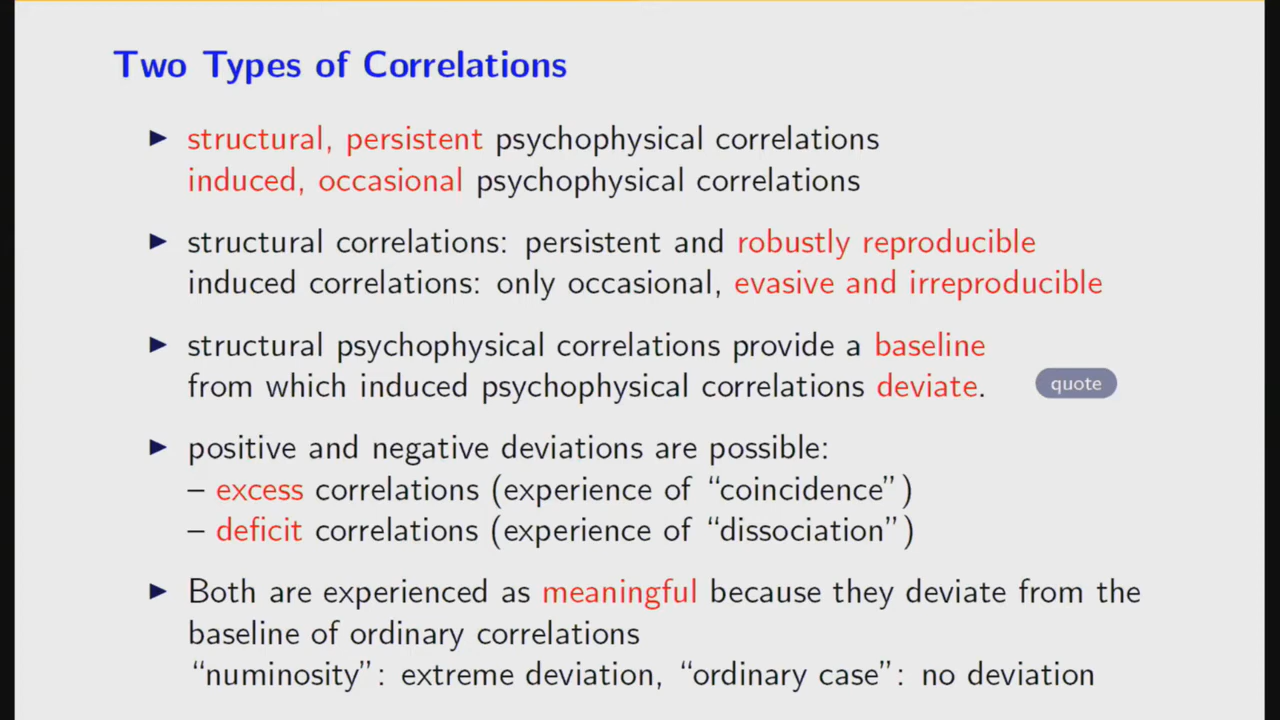 Two Types of Correlations
► structural, persistent psychophysical correlations
induced, occasional psychophysical correlations
► structural correlations: persistent and robustly reproducible
induced correlations: only occasional, evasive and irreproducible
► structural psychophysical correlations provide a baseline
from which induced psychophysical correlations deviate.
quote
► positive and negative deviations are possible:
– excess correlations (experience of “coincidence”)
– deficit correlations (experience of “dissociation”)
► Both are experienced as meaningful because they deviate from the
baseline of ordinary correlations
“numinosity”: extreme deviation, “ordinary case”: no deviation